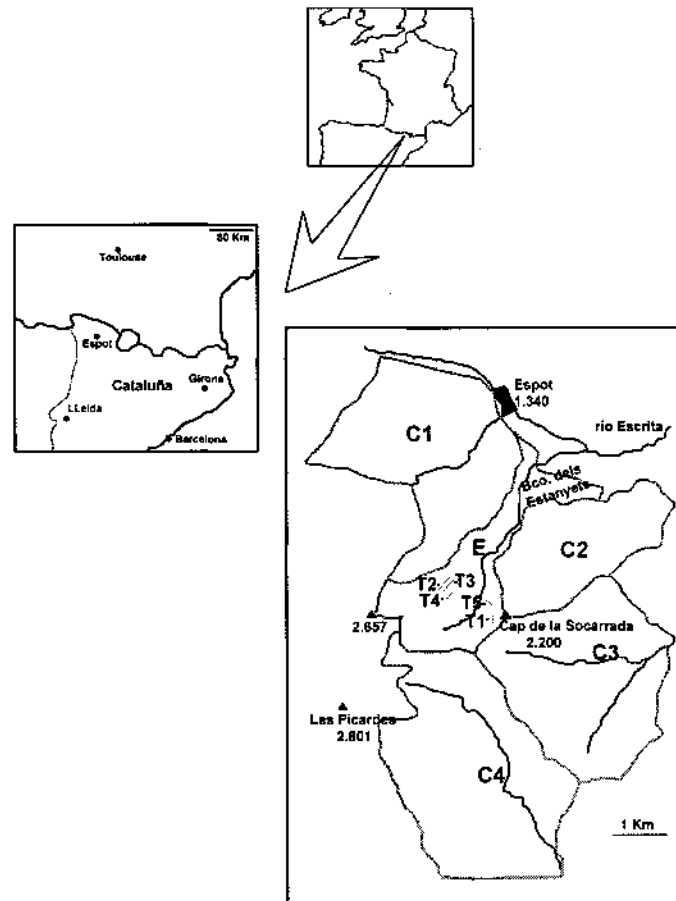 80 Km
Toulouse
Espot
Cataluña
Girona
LLeida
Barcelona
Espot
1.340
C1
río Escrita
Bco. dels
Estanyets
E
C2
T2
T3
T4
T5
T1
2.657
Cap de la Socarrada
2.200
C3
Les Picardes
2.801
C4
1 Km